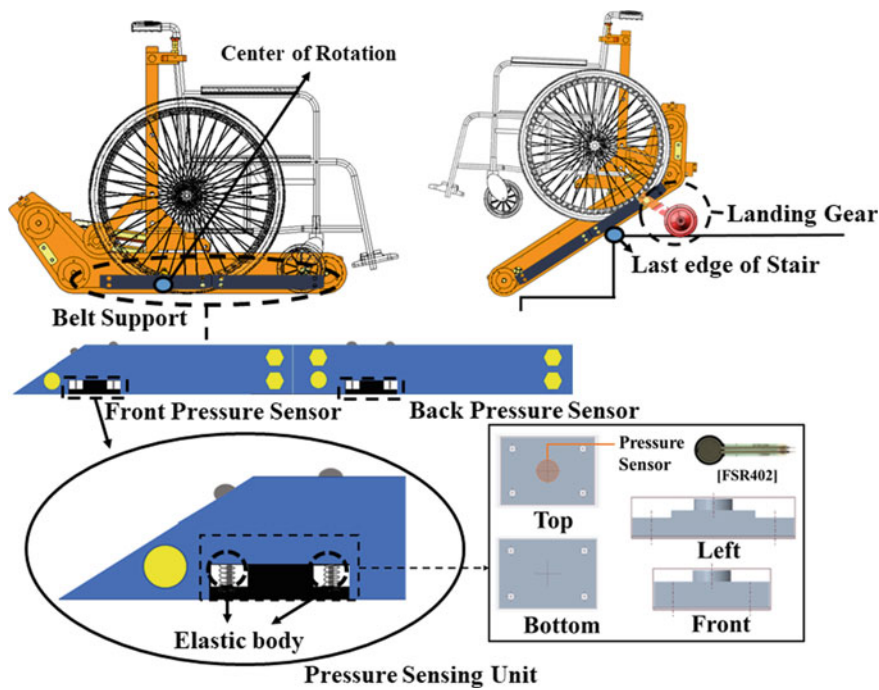 Center of Rotation
Landing Gear
Last edge of Stair
Belt Support
Front Pressure Sensor
Back Pressure Sensor
Pressure
Sensor
[FSR402]
Top
Left
Bottom
Front
Elastic body
Pressure Sensing Unit